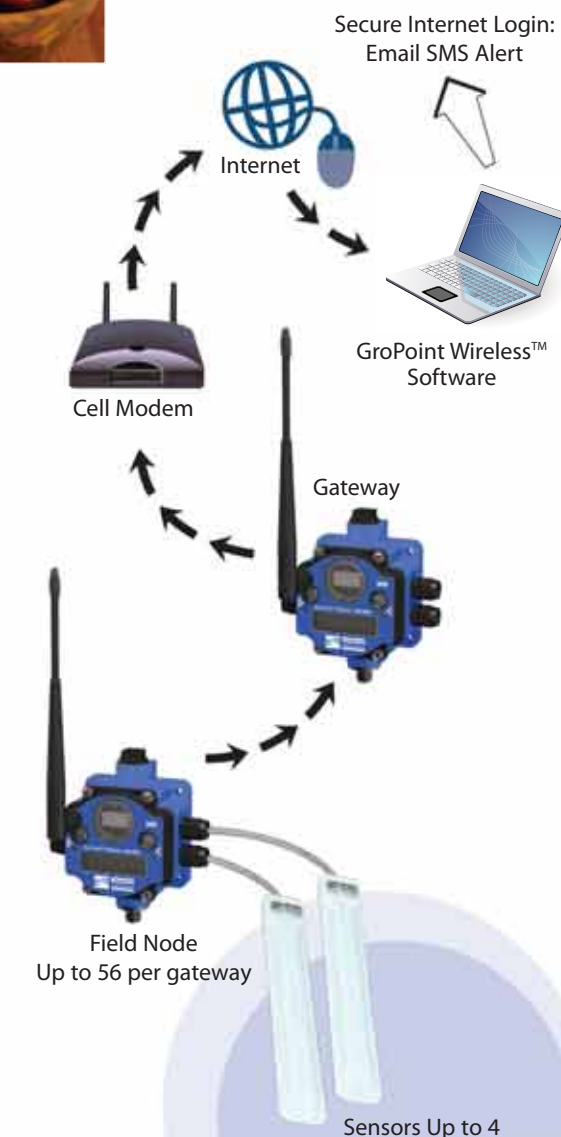 Secure Internet Login:
Email SMS Alert
Internet
GroPoint Wireless™
Software
Cell Modem
Gateway
Field Node
Up to 56 per gateway
Sensors Up to 4